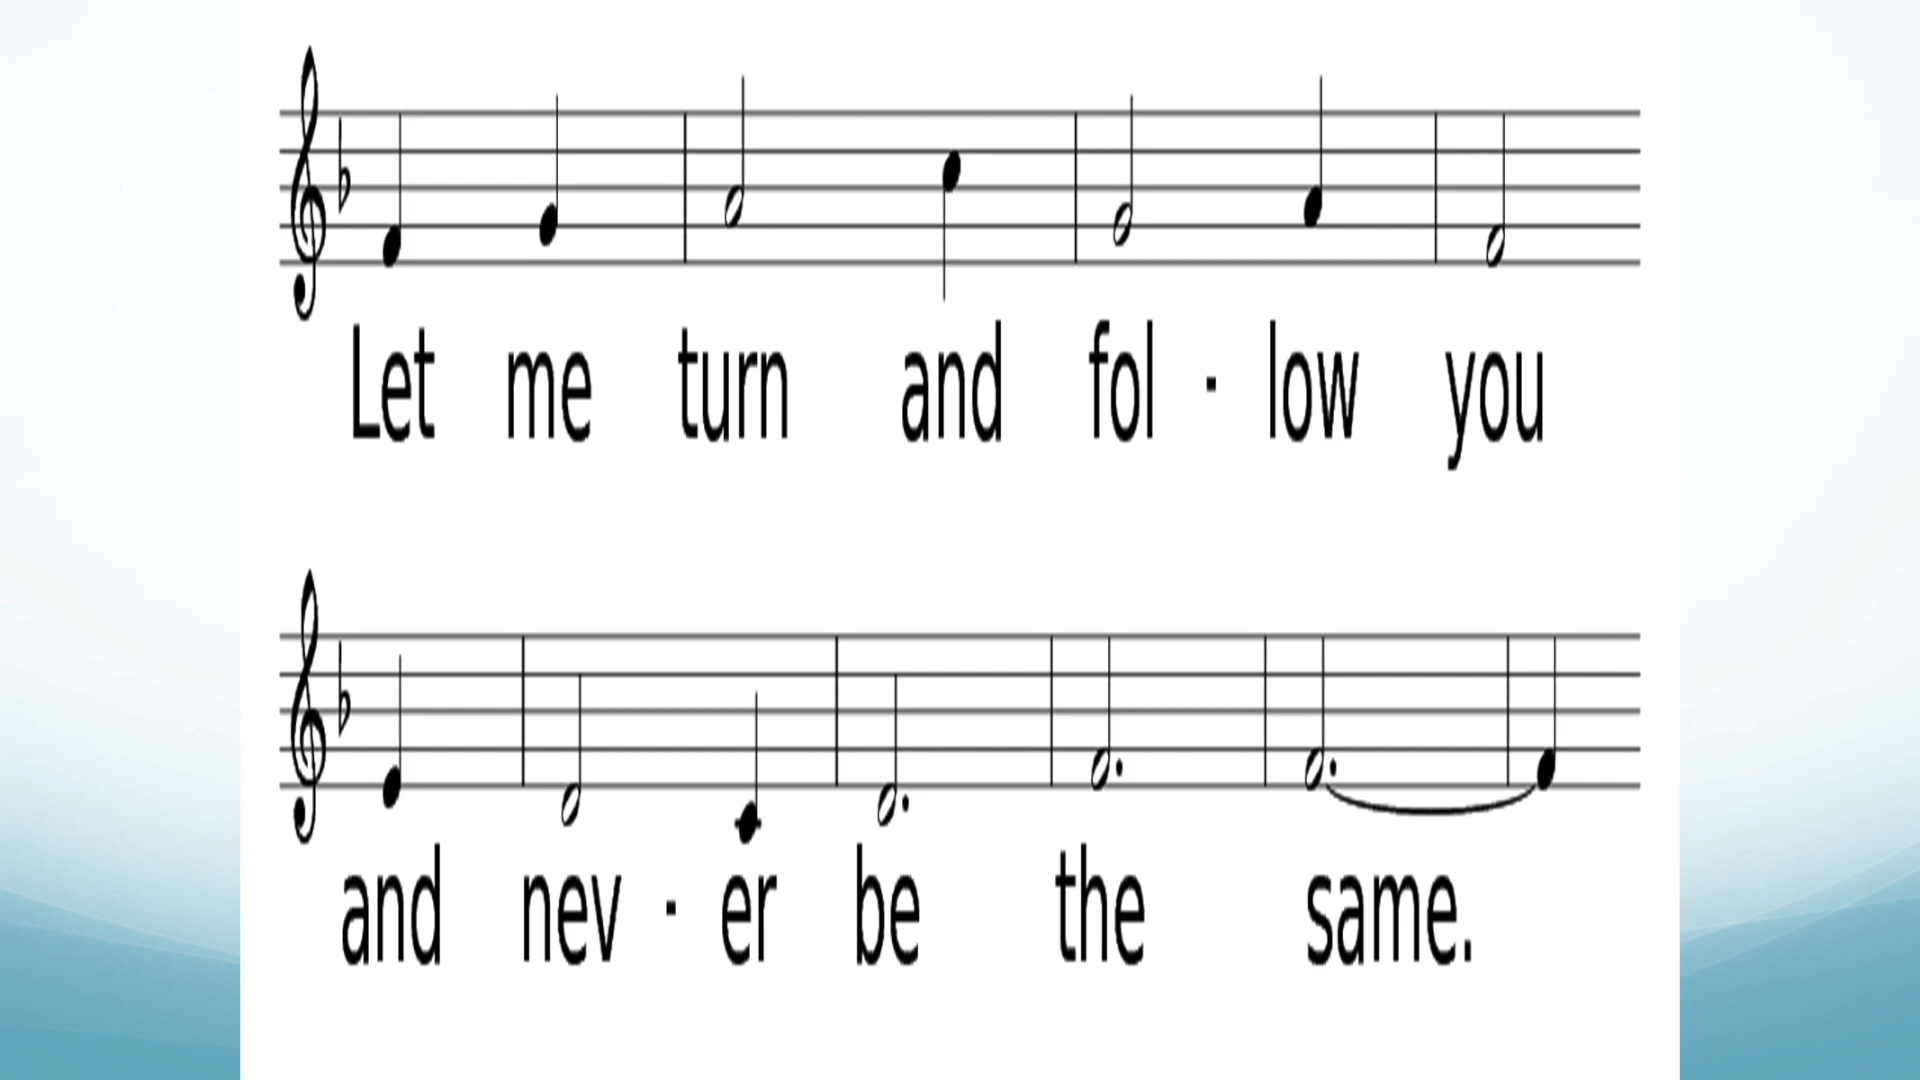 Let me turn and fol - low you
and nev - er be the same.